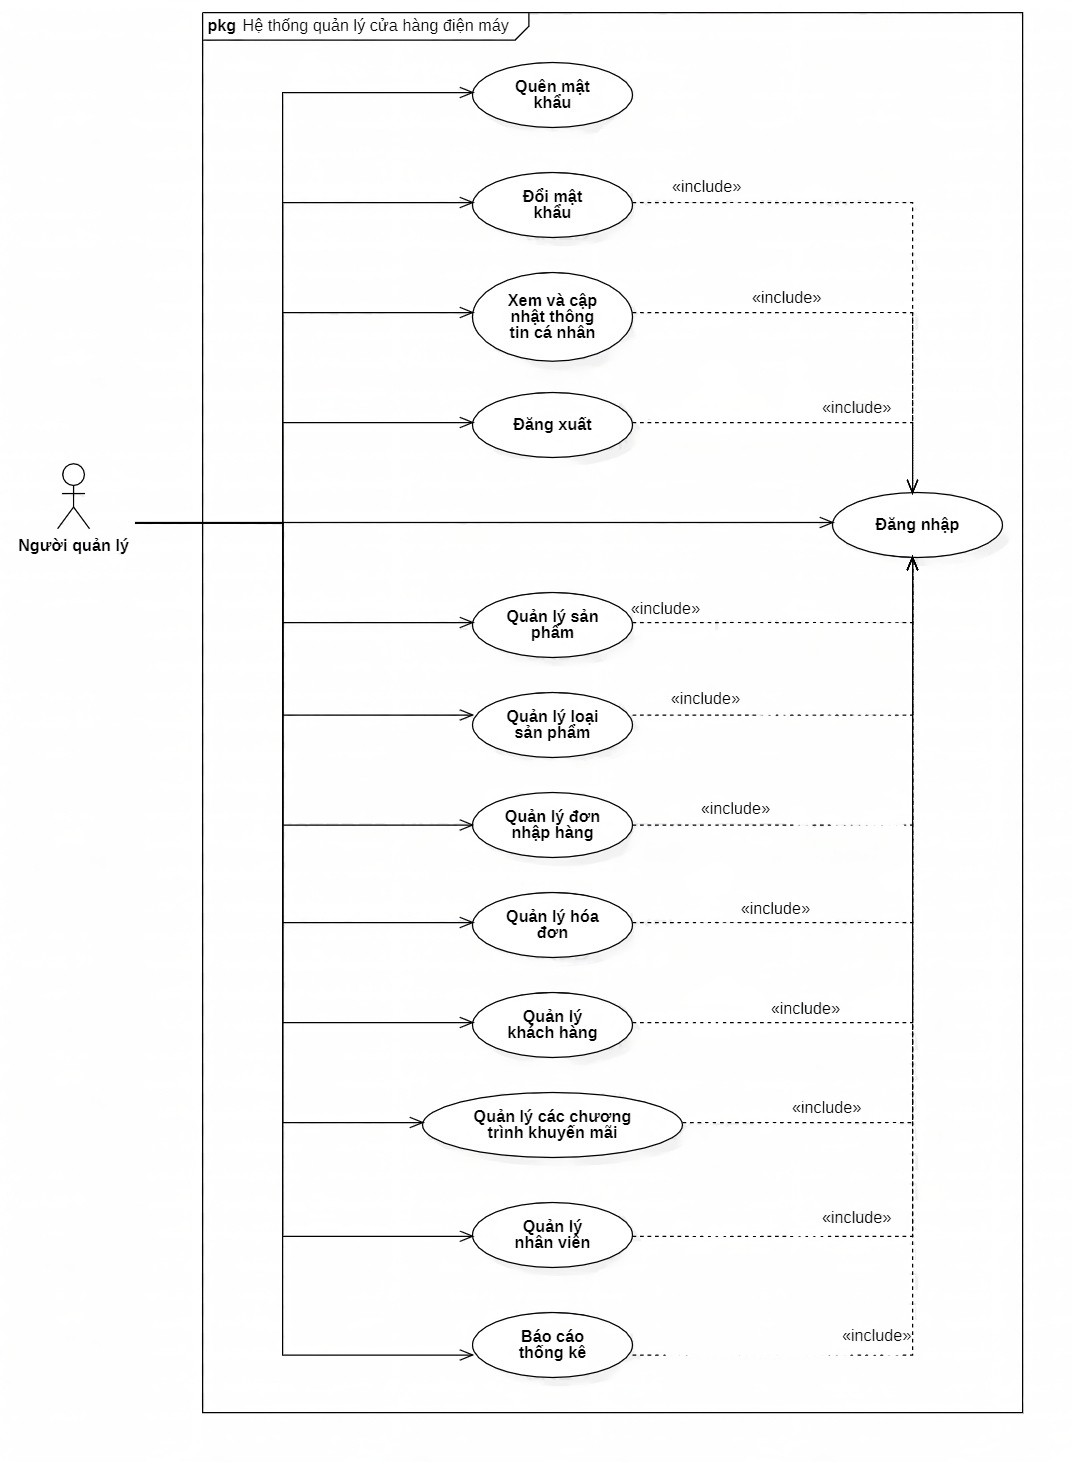 pkg Hệ thống quản lý cửa hàng điện máy
Quên mật
khẩu
Đổi mật
khẩu
«include»
Xem và cập
nhật thông
tin cá nhân
«include»
Đăng xuất
«include»
Người quản lý
Đăng nhập
Quản lý sản
phẩm
«include»
Quản lý loại
sản phẩm
«include»
Quản lý đơn
nhập hàng
«include»
Quản lý hóa
đơn
«include»
Quản lý
khách hàng
«include»
Quản lý các chương
trình khuyến mãi
«include»
Quản lý
nhân viên
«include»
Báo cáo
thống kê
«include»